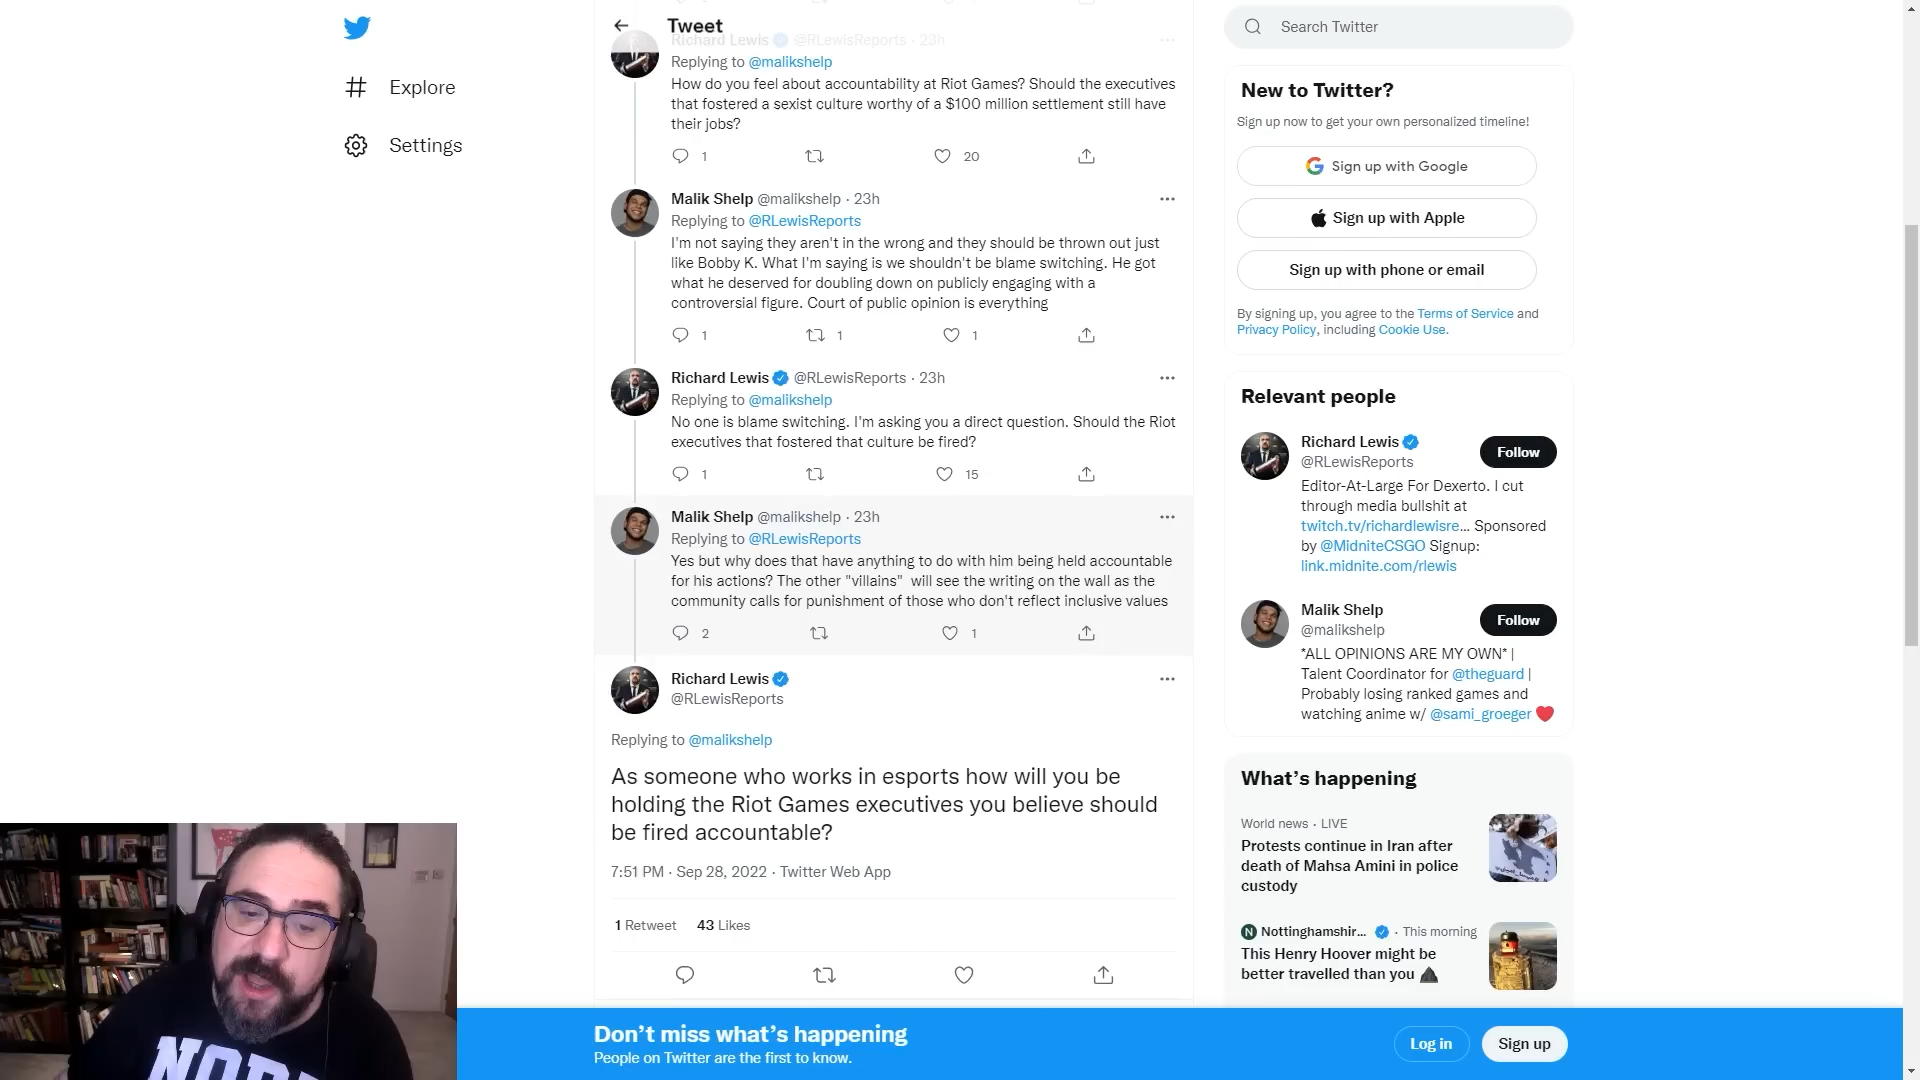 Explore
Settings
Tweet
Richard Lewis @RLewisReports · 23h
Replying to @malikshelp
How do you feel about accountability at Riot Games? Should the executives
that fostered a sexist culture worthy of a $100 million settlement still have
their jobs?
1 20
Malik Shelp @malikshelp · 23h
Replying to @RLewisReports
I'm not saying they aren't in the wrong and they should be thrown out just
like Bobby K. What I'm saying is we shouldn't be blame switching. He got
what he deserved for doubling down on publicly engaging with a
controversial figure. Court of public opinion is everything
1 1 1
Richard Lewis @RLewisReports · 23h
Replying to @malikshelp
No one is blame switching. I'm asking you a direct question. Should the Riot
executives that fostered that culture be fired?
1 15
Malik Shelp @malikshelp · 23h
Replying to @RLewisReports
Yes but why does that have anything to do with him being held accountable
for his actions? The other "villains"  will see the writing on the wall as the
community calls for punishment of those who don't reflect inclusive values
2 1
Richard Lewis
@RLewisReports
Replying to @malikshelp
As someone who works in esports how will you be
holding the Riot Games executives you believe should
be fired accountable?
7:51 PM · Sep 28, 2022 · Twitter Web App
1 Retweet 43 Likes
Search Twitter
New to Twitter?
Sign up now to get your own personalized timeline!
Sign up with Google
Sign up with Apple
Sign up with phone or email
By signing up, you agree to the Terms of Service and
Privacy Policy, including Cookie Use.
Relevant people
Richard Lewis
@RLewisReports
Follow
Editor-At-Large For Dexerto. I cut
through media bullshit at
twitch.tv/richardlewisre... Sponsored
by @MidniteCSGO Signup:
link.midnite.com/rlewis
Malik Shelp
@malikshelp
Follow
*ALL OPINIONS ARE MY OWN* |
Talent Coordinator for @theguard |
Probably losing ranked games and
watching anime w/ @sami_groeger ❤️
What's happening
World news · LIVE
Protests continue in Iran after
death of Mahsa Amini in police
custody
N Nottinghamshir... · This morning
This Henry Hoover might be
better travelled than you
Don't miss what's happening
People on Twitter are the first to know.
Log in
Sign up